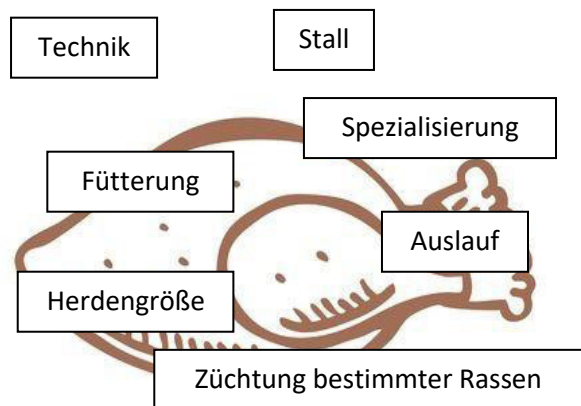 Technik
Stall
Spezialisierung
Fütterung
Auslauf
Herdengröße
Züchtung bestimmter Rassen